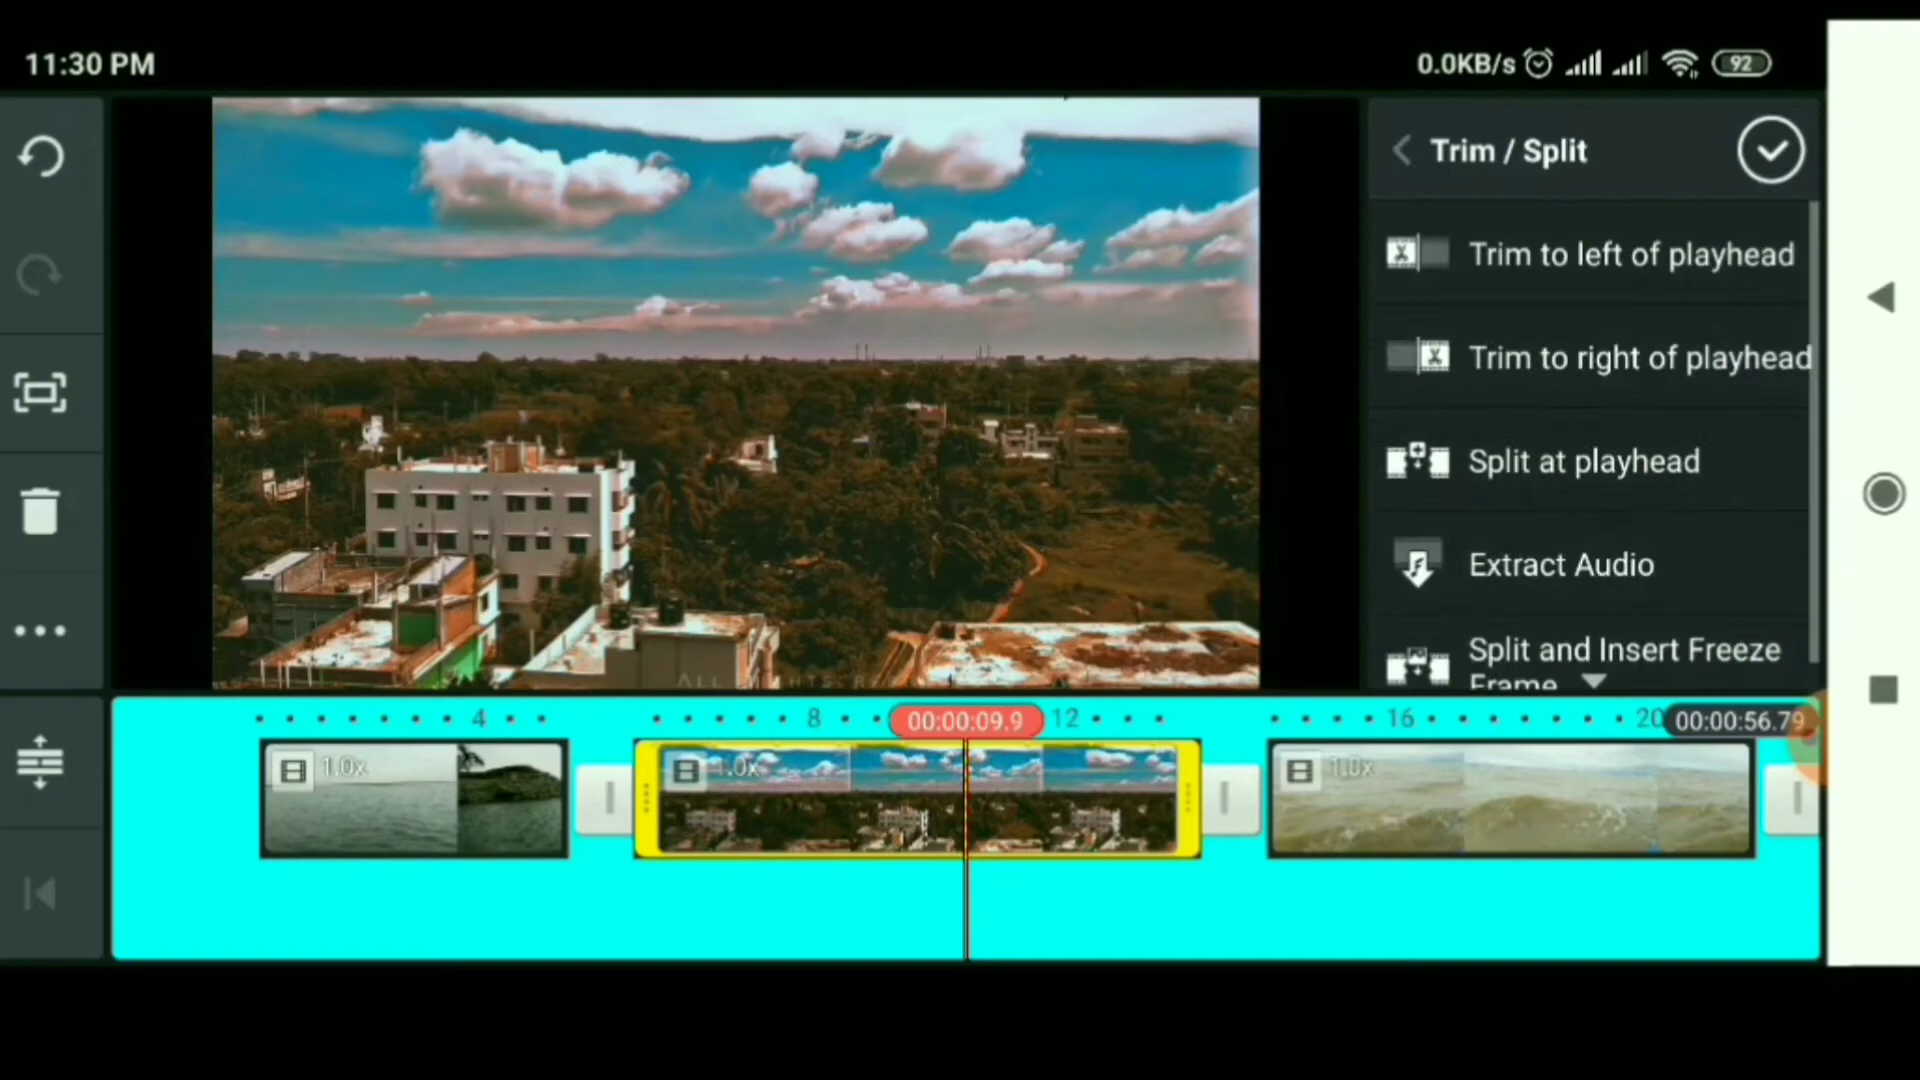 11:30 PM
0.0KB/s
92
Trim / Split
Trim to left of playhead
Trim to right of playhead
Split at playhead
Extract Audio
Split and Insert Freeze
Frame
4
8
00:00:09.9
12
16
20
00:00:56.79
1.0x
1.0x
1.0x